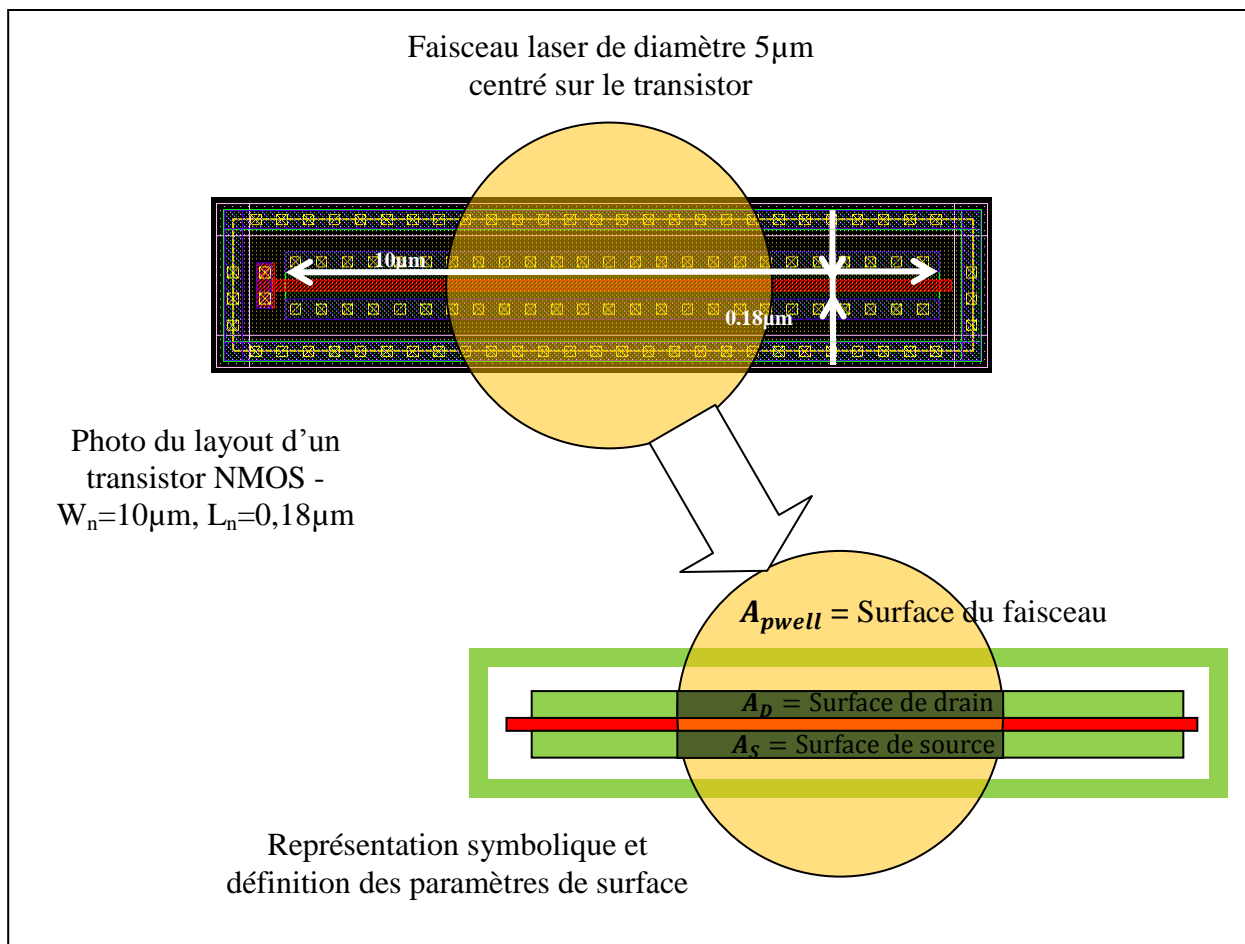 Faisceau laser de diamètre 5µm
centré sur le transistor
10µm
0.18µm
Photo du layout d’un
transistor NMOS -
Wn=10µm, Ln=0,18µm
Apwell = Surface du faisceau
AD = Surface de drain
AS = Surface de source
Représentation symbolique et
définition des paramètres de surface